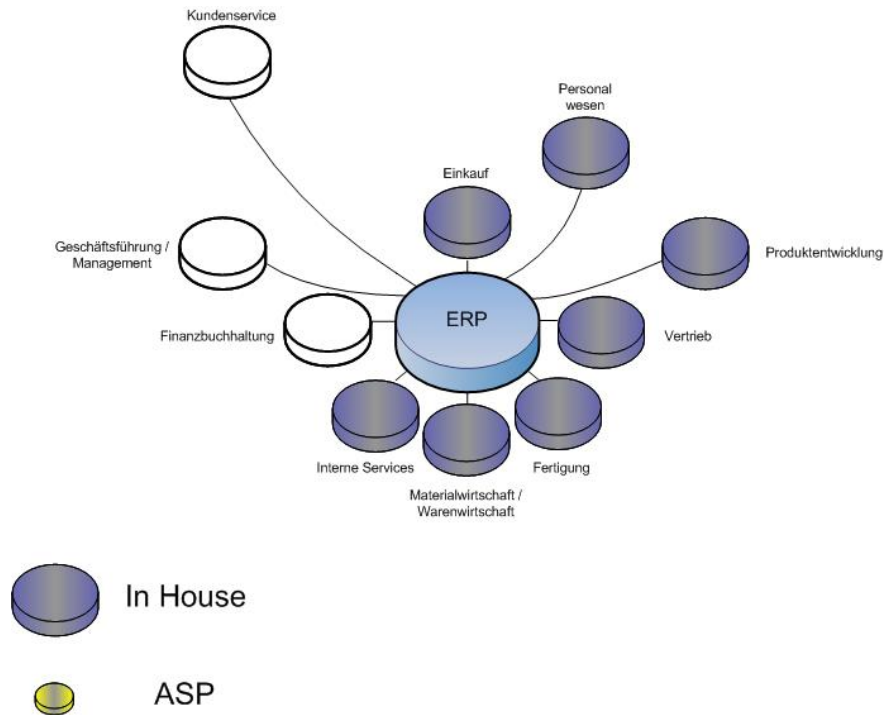 Kundenservice
Personal
wesen
Einkauf
Geschäftsführung /
Management
Produktentwicklung
ERP
Finanzbuchhaltung
Vertrieb
Interne Services
Fertigung
Materialwirtschaft /
Warenwirtschaft
In House
ASP